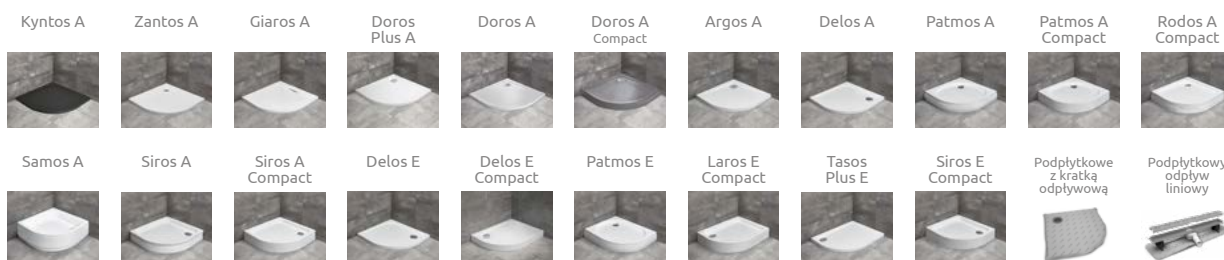 Kyntos A
Zantos A
Giaros A
Doros
Plus A
Doros A
Doros A
Compact
Argos A
Delos A
Patmos A
Patmos A
Compact
Rodos A
Compact
Samos A
Siros A
Siros A
Compact
Delos E
Delos E
Compact
Patmos E
Laros E
Compact
Tasos
Plus E
Siros E
Compact
Podpłytkowe
z kratką
odpływową
Podpłytkowy
odpływ
liniowy